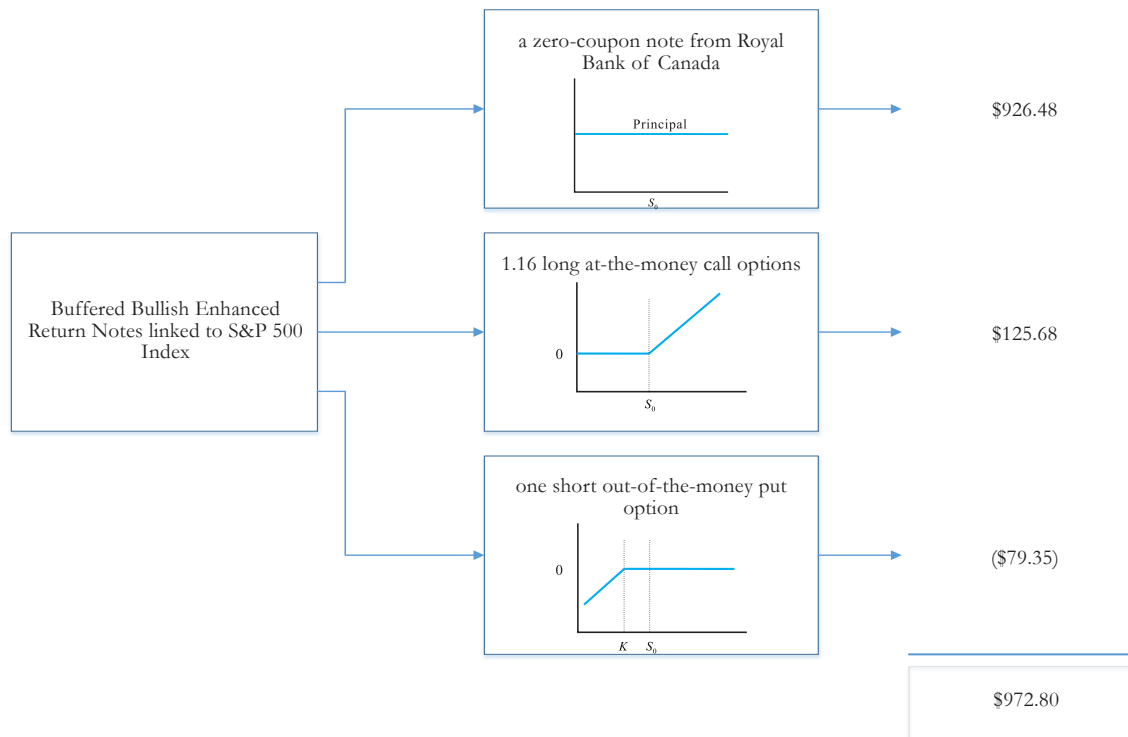 a zero-coupon note from Royal
Bank of Canada
Principal
S₀
$926.48
Buffered Bullish Enhanced
Return Notes linked to S&P 500
Index
1.16 long at-the-money call options
0
S₀
$125.68
one short out-of-the-money put
option
0
K S₀
($79.35)
$972.80